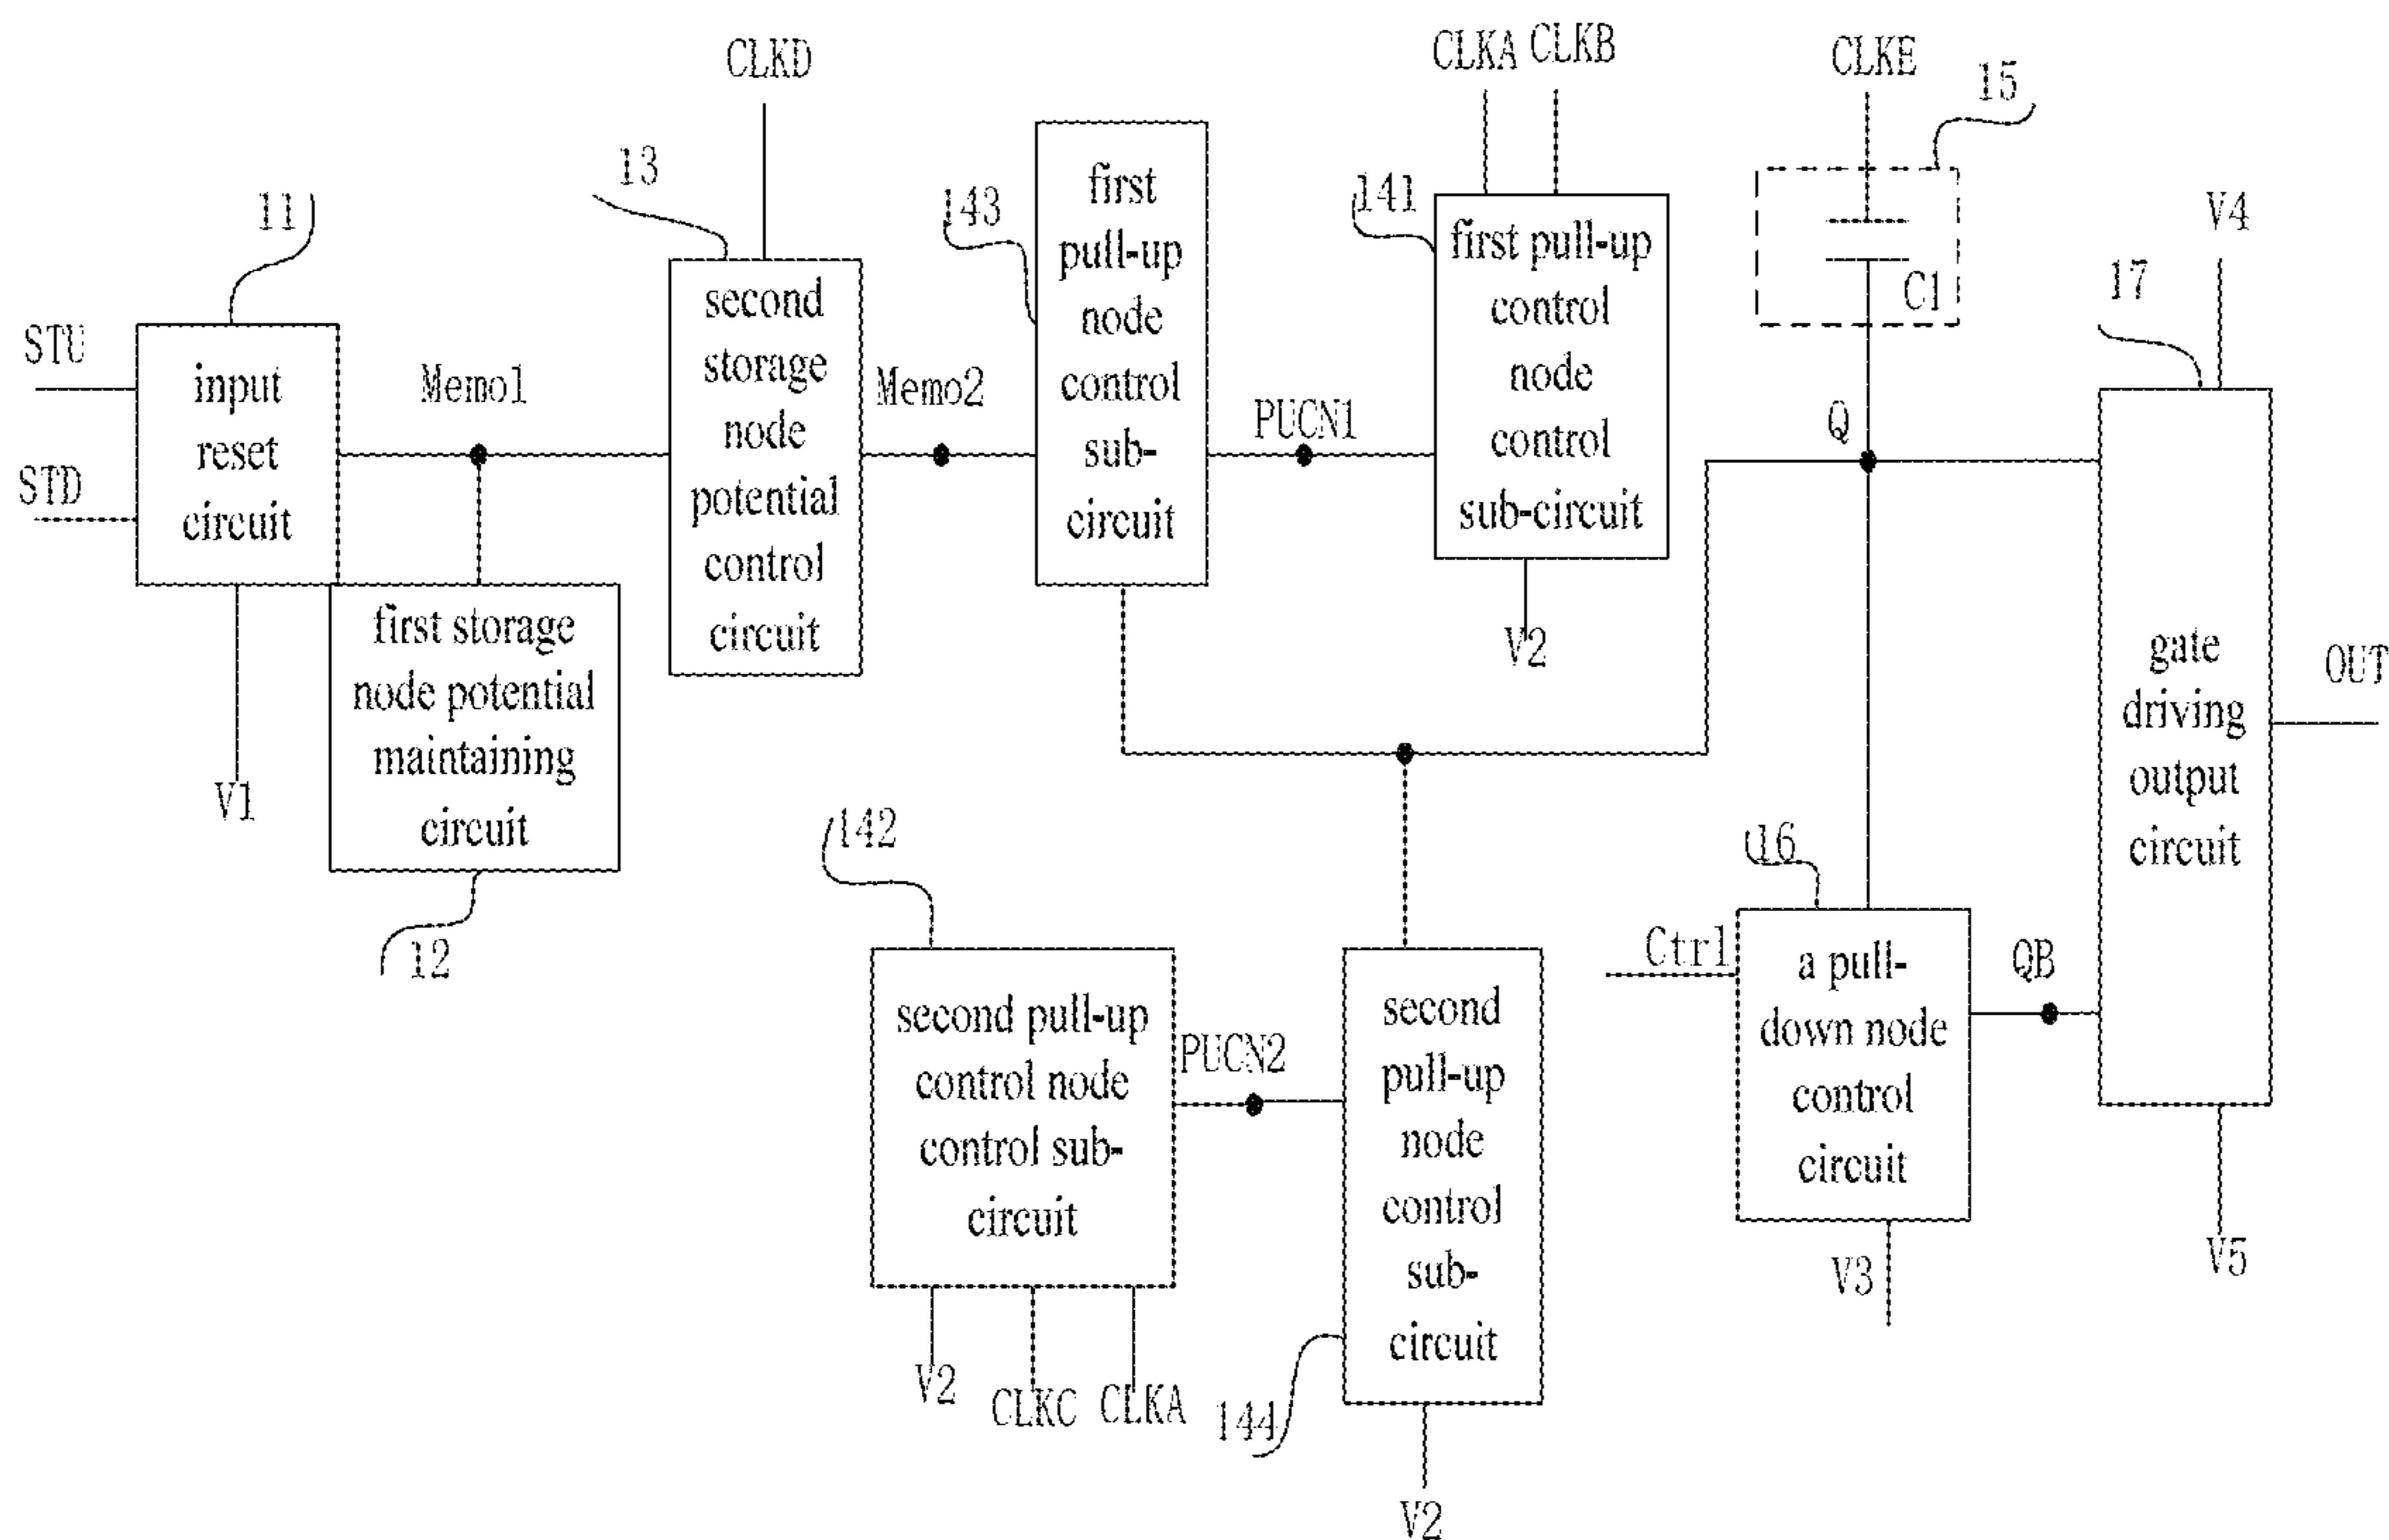 CLKD
CLKA
CLKB
CLKE
15
13
11
143
141
V4
17
first
pull-up
node
control
sub-
circuit
first pull-up
control
node
control
sub-circuit
C1
second
storage
node
potential
control
circuit
STU
STD
input
reset
circuit
Memo1
Memo2
PUCN1
Q
V1
V2
first storage
node potential
maintaining
circuit
12
gate
driving
output
circuit
OUT
142
16
second pull-up
control node
control sub-
circuit
PUCN2
second
pull-up
node
control
sub-
circuit
Ctrl
a pull-
down node
control
circuit
QB
V3
V5
V2
CLKC
CLKA
144
V2